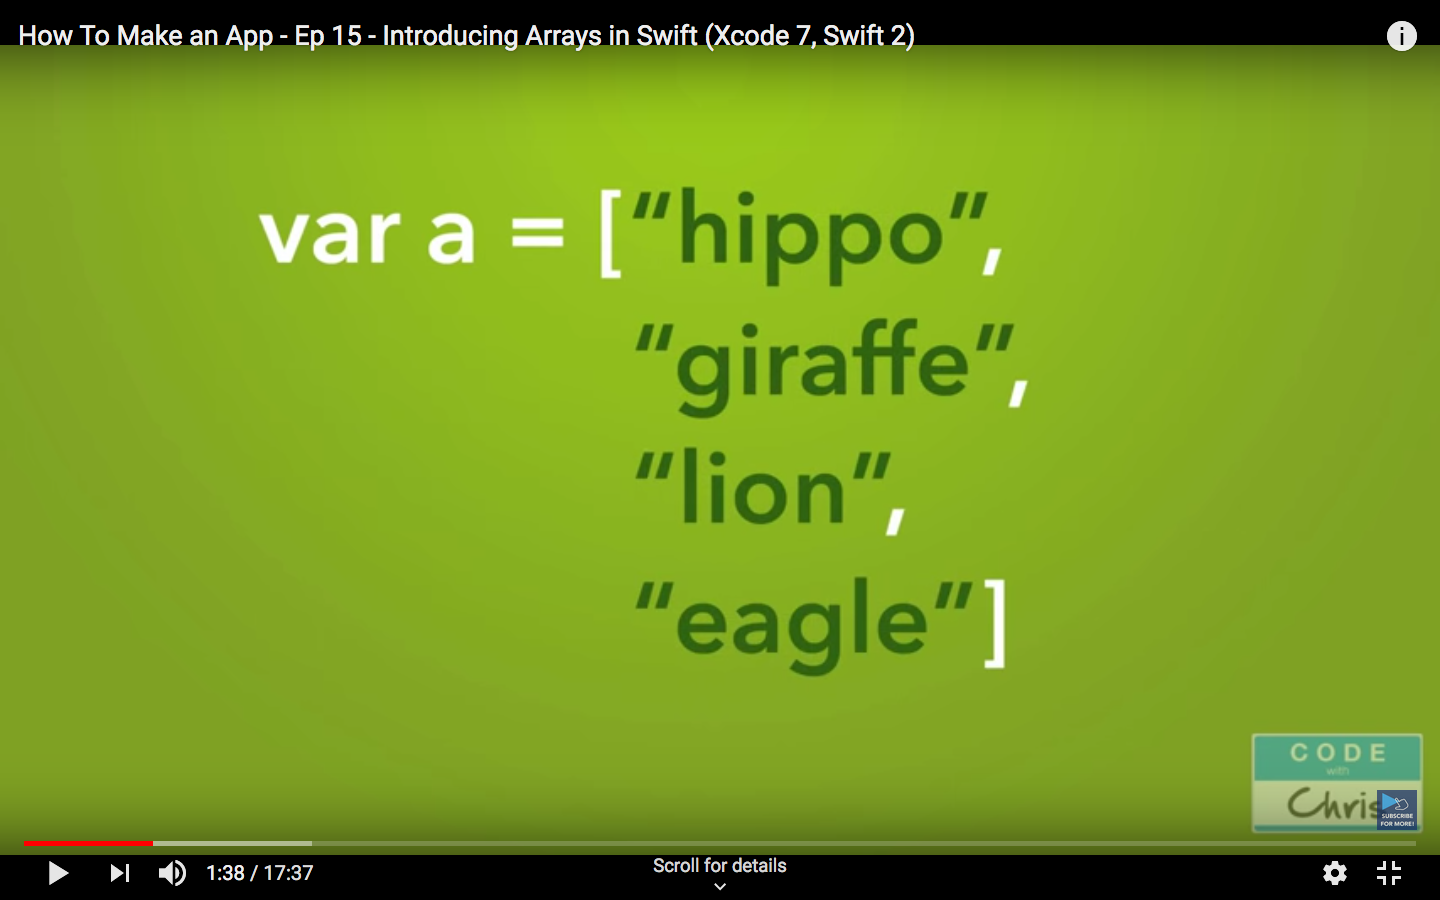 How To Make an App - Ep 15 - Introducing Arrays in Swift (Xcode 7, Swift 2)
var a = [“hippo”,
“giraffe”,
“lion”,
“eagle”]
CODE
with
Chris
SUBSCRIBE
FOR MORE!
1:38 / 17:37
Scroll for details